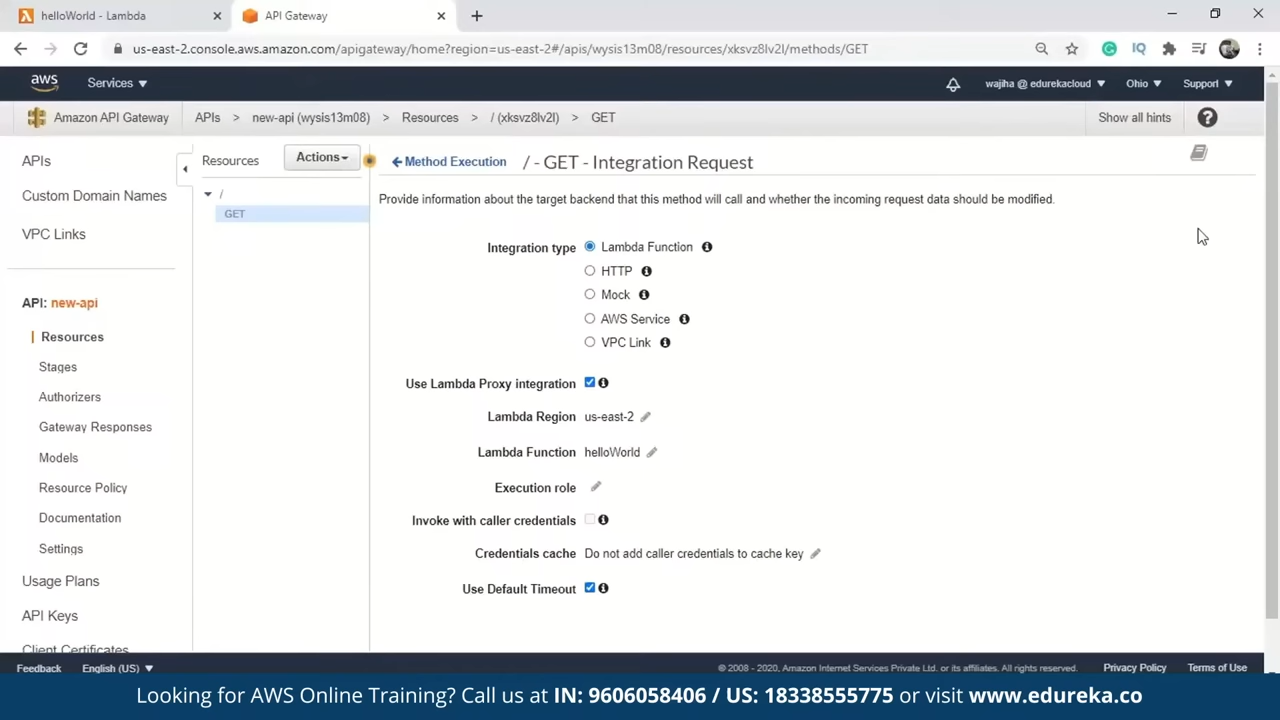 helloWorld - Lambda
API Gateway
us-east-2.console.aws.amazon.com/apigateway/home?region=us-east-2#/apis/wysis13m08/resources/xksvz8lv2l/methods/GET
IQ
aws Services wajiha @ edurekacloud Ohio Support
Amazon API Gateway APIs > new-api (wysis13m08) > Resources > / (xksvz8lv2l) > GET Show all hints ?
APIs
Custom Domain Names
VPC Links
API: new-api
Resources
Stages
Authorizers
Gateway Responses
Models
Resource Policy
Documentation
Settings
Usage Plans
API Keys
Client Certificates
Resources Actions
/
GET
Method Execution / - GET - Integration Request
Provide information about the target backend that this method will call and whether the incoming request data should be modified.
Integration type Lambda Function
HTTP
Mock
AWS Service
VPC Link
Use Lambda Proxy integration
Lambda Region us-east-2
Lambda Function helloWorld
Execution role
Invoke with caller credentials
Credentials cache Do not add caller credentials to cache key
Use Default Timeout
Feedback English (US) © 2008 - 2020, Amazon Internet Services Private Ltd. or its affiliates. All rights reserved. Privacy Policy Terms of Use
Looking for AWS Online Training? Call us at IN: 9606058406 / US: 18338555775 or visit www.edureka.co